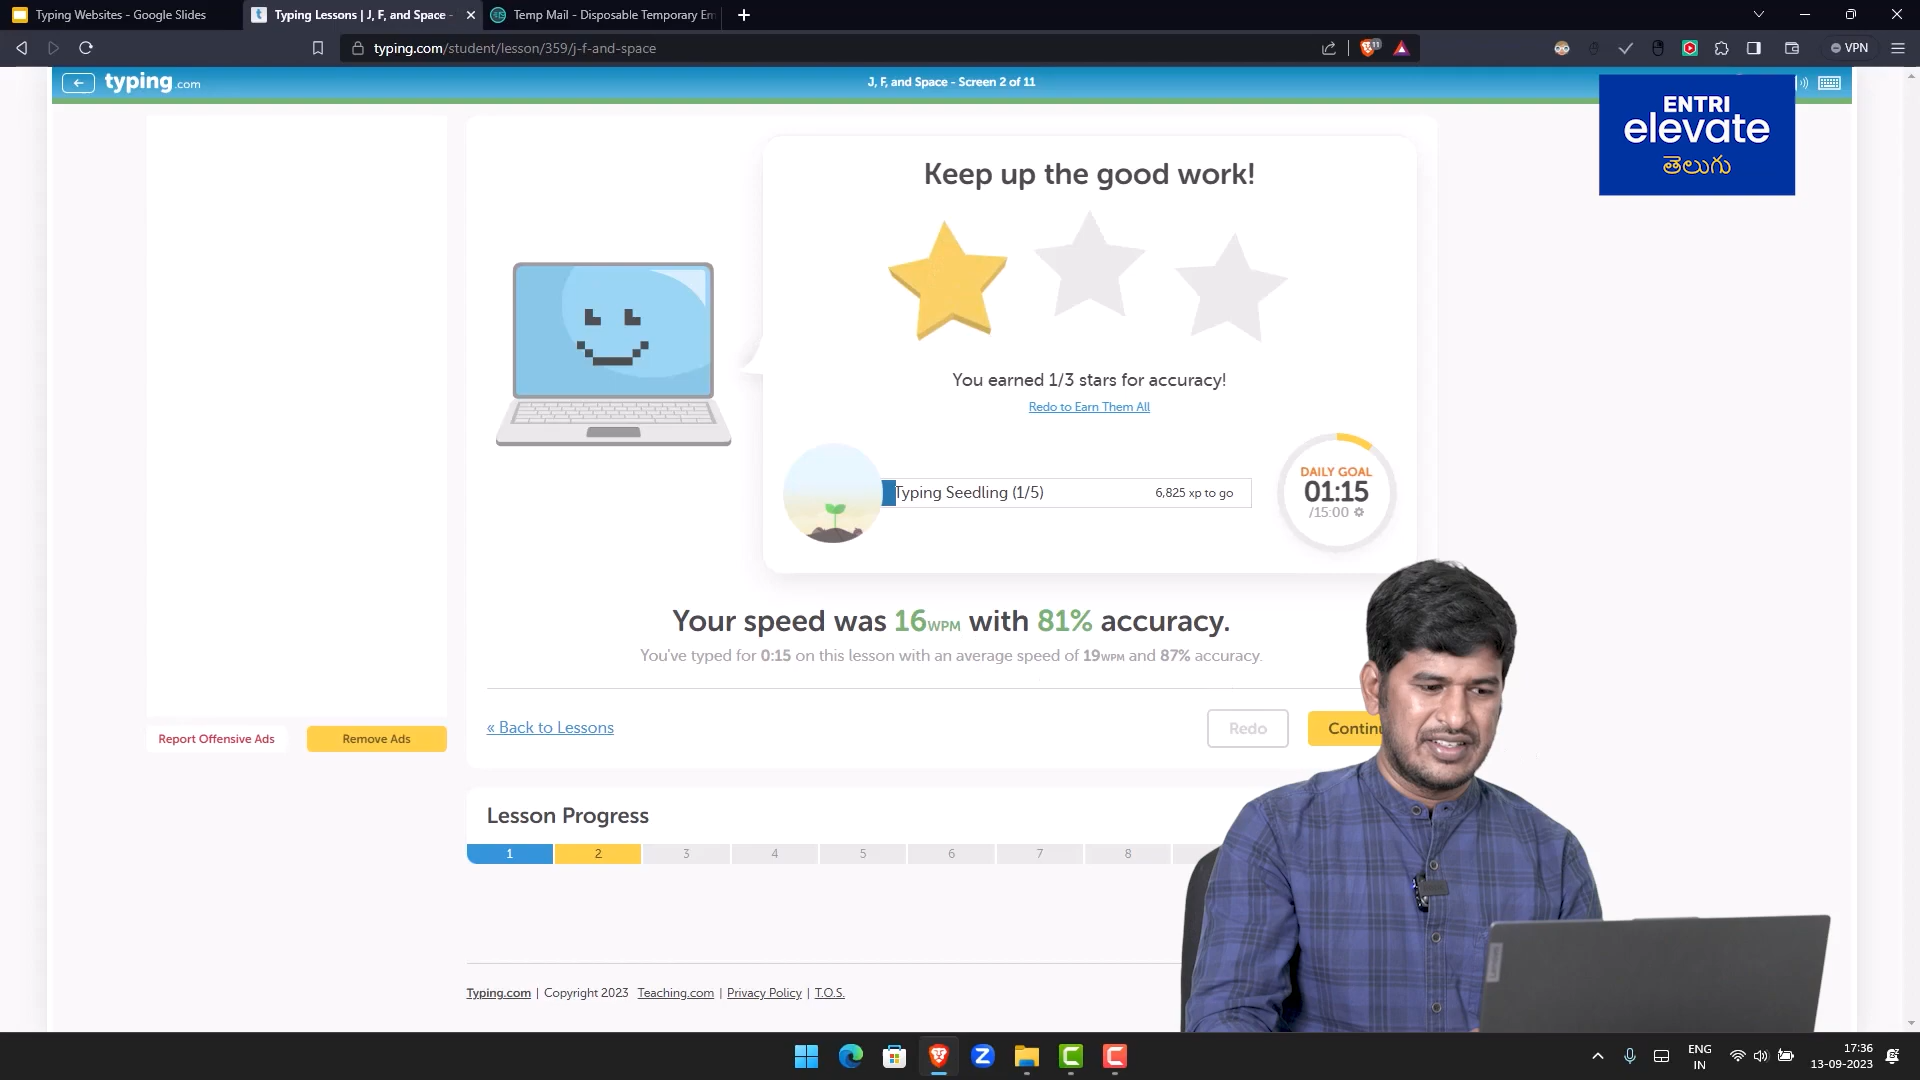 Typing Websites - Google Slides
Typing Lessons | J, F, and Space -
Temp Mail - Disposable Temporary Em
typing.com/student/lesson/359/j-f-and-space
11
VPN
typing.com
J, F, and Space - Screen 2 of 11
ENTRI
elevate
తెలుగు
Keep up the good work!
You earned 1/3 stars for accuracy!
Redo to Earn Them All
Typing Seedling (1/5)
6,825 xp to go
DAILY GOAL
01:15
/15:00
Your speed was 16WPM with 81% accuracy.
You've typed for 0:15 on this lesson with an average speed of 19WPM and 87% accuracy.
Report Offensive Ads
Remove Ads
« Back to Lessons
Redo
Continu
Lesson Progress
1 2 3 4 5 6 7 8
Typing.com | Copyright 2023 Teaching.com | Privacy Policy | T.O.S.
ENG
IN
17:36
13-09-2023